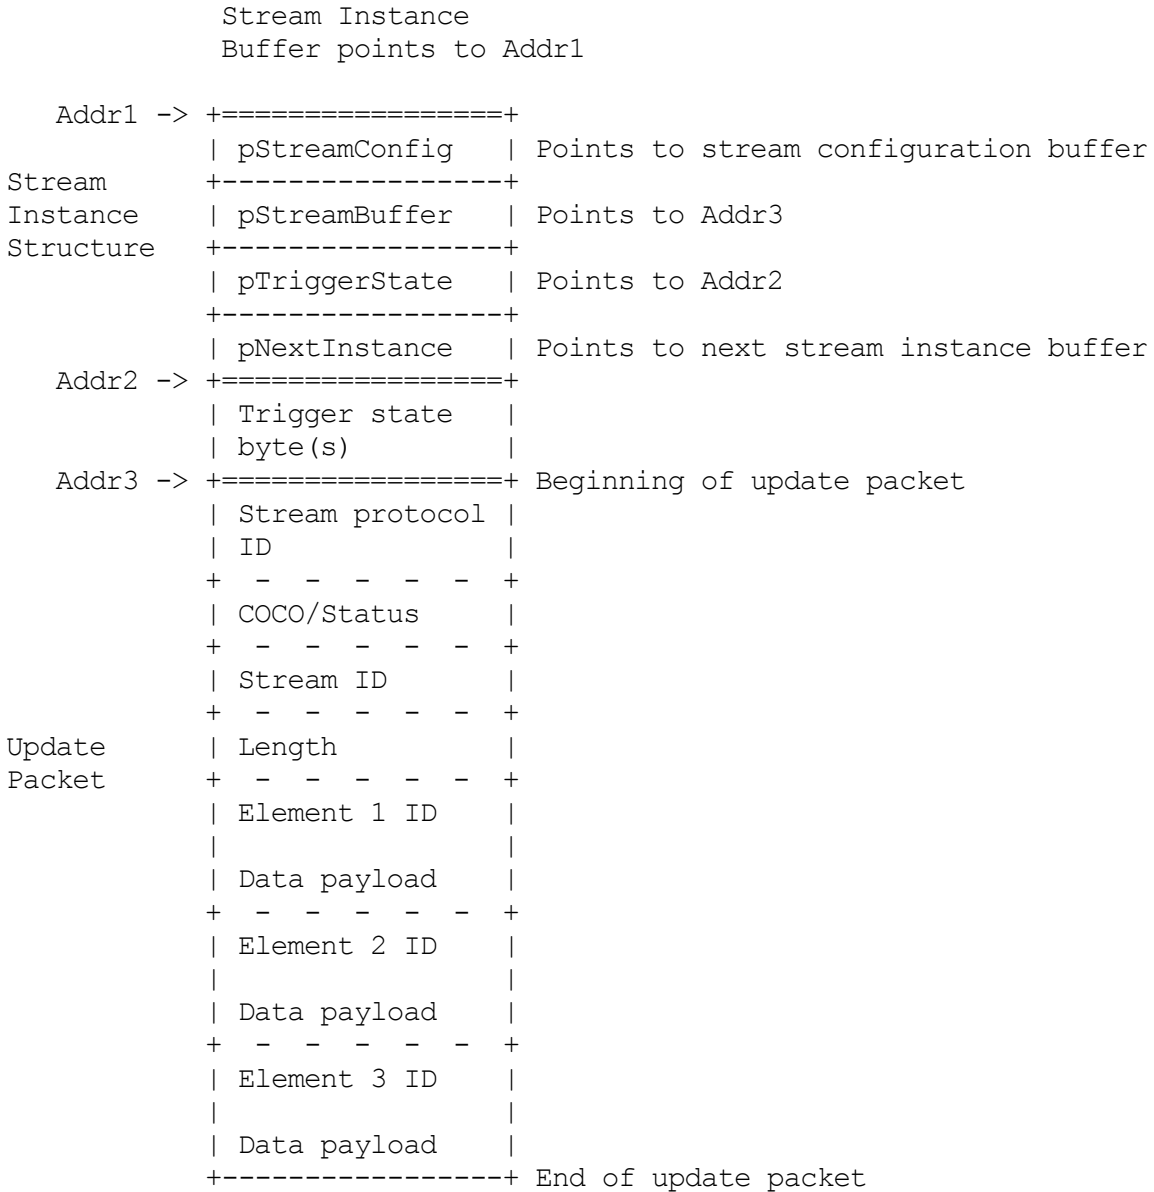 Stream Instance
             Buffer points to Addr1

   Addr1 -> +=================+
            | pStreamConfig   | Points to stream configuration buffer
Stream      +-----------------+
Instance    | pStreamBuffer   | Points to Addr3
Structure   +-----------------+
            | pTriggerState   | Points to Addr2
            +-----------------+
            | pNextInstance   | Points to next stream instance buffer
   Addr2 -> +=================+
            | Trigger state   |
            | byte(s)         |
   Addr3 -> +=================+ Beginning of update packet
            | Stream protocol |
            | ID              |
            +  -  -  -  -  -  +
            | COCO/Status     |
            +  -  -  -  -  -  +
            | Stream ID       |
            +  -  -  -  -  -  +
Update      | Length          |
Packet      +  -  -  -  -  -  +
            | Element 1 ID    |
            |                 |
            | Data payload    |
            +  -  -  -  -  -  +
            | Element 2 ID    |
            |                 |
            | Data payload    |
            +  -  -  -  -  -  +
            | Element 3 ID    |
            |                 |
            | Data payload    |
            +-----------------+ End of update packet